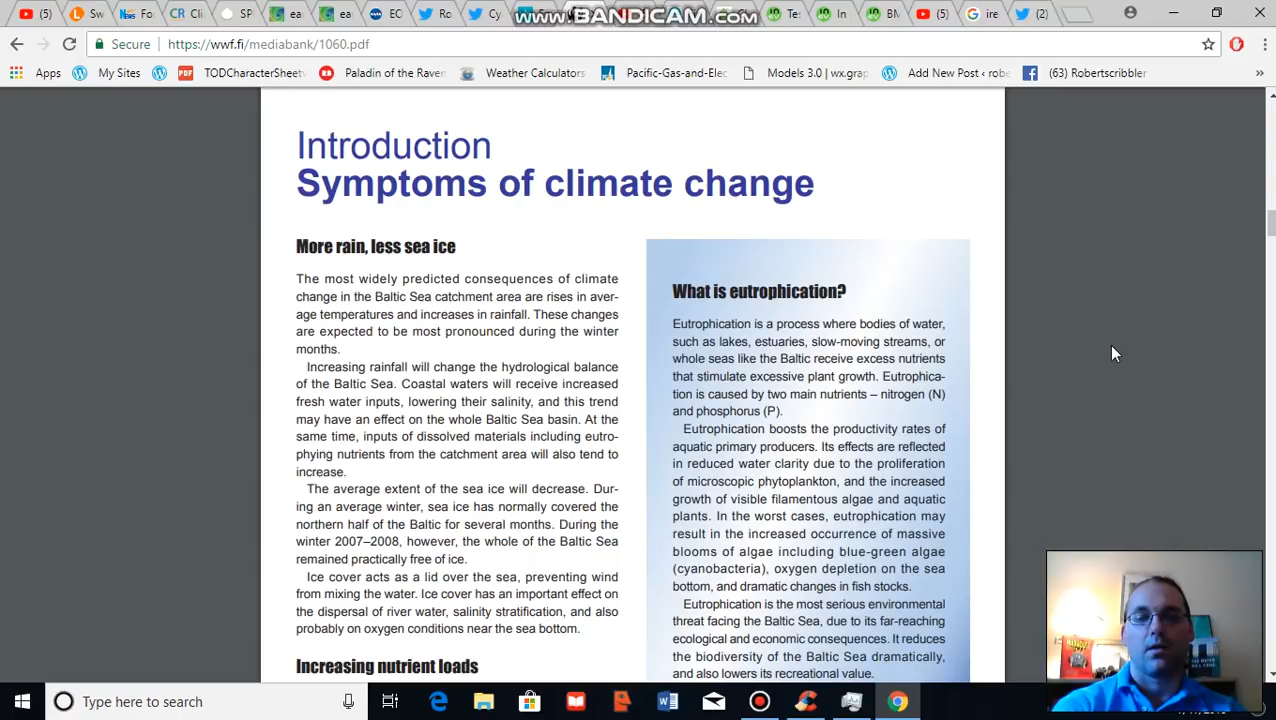 (5)
Sw
Fo
Cli
SP
ea
ea
EC
Ro
Cy
www.BANDICAM.com
Te
In
BM
(5)
ire
(2)
Secure
https://wwf.fi/mediabank/1060.pdf
Apps
My Sites
TODCharacterSheet
Paladin of the Raven
Weather Calculators
Pacific-Gas-and-Elec
Models 3.0 | wx.grap
Add New Post ‹ robe
(63) Robertscribbler
»
Introduction
Symptoms of climate change
More rain, less sea ice
The most widely predicted consequences of climate
change in the Baltic Sea catchment area are rises in aver-
age temperatures and increases in rainfall. These changes
are expected to be most pronounced during the winter
months.
Increasing rainfall will change the hydrological balance
of the Baltic Sea. Coastal waters will receive increased
fresh water inputs, lowering their salinity, and this trend
may have an effect on the whole Baltic Sea basin. At the
same time, inputs of dissolved materials including eutro-
phying nutrients from the catchment area will also tend to
increase.
The average extent of the sea ice will decrease. Dur-
ing an average winter, sea ice has normally covered the
northern half of the Baltic for several months. During the
winter 2007–2008, however, the whole of the Baltic Sea
remained practically free of ice.
Ice cover acts as a lid over the sea, preventing wind
from mixing the water. Ice cover has an important effect on
the dispersal of river water, salinity stratification, and also
probably on oxygen conditions near the sea bottom.
Increasing nutrient loads
What is eutrophication?
Eutrophication is a process where bodies of water,
such as lakes, estuaries, slow-moving streams, or
whole seas like the Baltic receive excess nutrients
that stimulate excessive plant growth. Eutrophica-
tion is caused by two main nutrients – nitrogen (N)
and phosphorus (P).
Eutrophication boosts the productivity rates of
aquatic primary producers. Its effects are reflected
in reduced water clarity due to the proliferation
of microscopic phytoplankton, and the increased
growth of visible filamentous algae and aquatic
plants. In the worst cases, eutrophication may
result in the increased occurrence of massive
blooms of algae including blue-green algae
(cyanobacteria), oxygen depletion on the sea
bottom, and dramatic changes in fish stocks.
Eutrophication is the most serious environmental
threat facing the Baltic Sea, due to its far-reaching
ecological and economic consequences. It reduces
the biodiversity of the Baltic Sea dramatically,
and also lowers its recreational value.
Type here to search